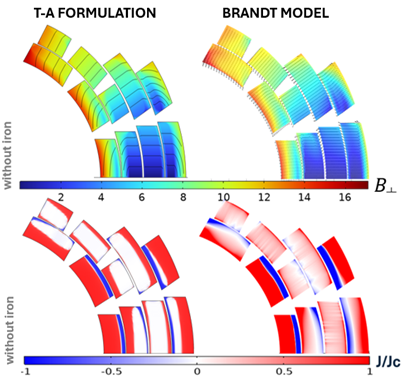 T-A FORMULATION BRANDT MODEL
without iron
2 4 6 8 10 12 14 16 B⊥
without iron
-1 -0.5 0 0.5 1 J/Jc